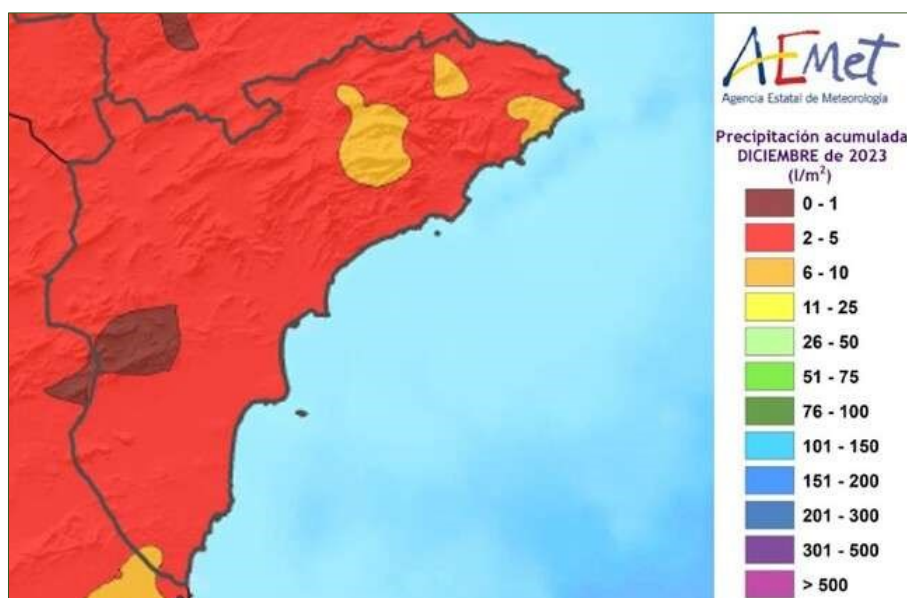 AEMet
Agencia Estatal de Meteorología
Precipitación acumulada
DICIEMBRE de 2023
(l/m²)
0 - 1
2 - 5
6 - 10
11 - 25
26 - 50
51 - 75
76 - 100
101 - 150
151 - 200
201 - 300
301 - 500
> 500